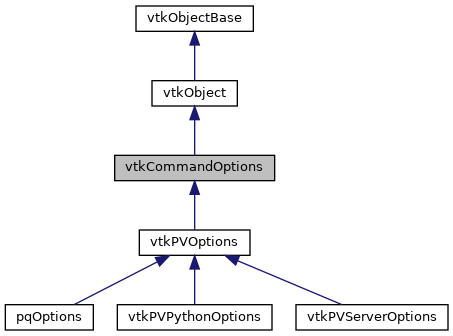 vtkObjectBase
vtkObject
vtkCommandOptions
vtkPVOptions
pqOptions
vtkPVPythonOptions
vtkPVServerOptions